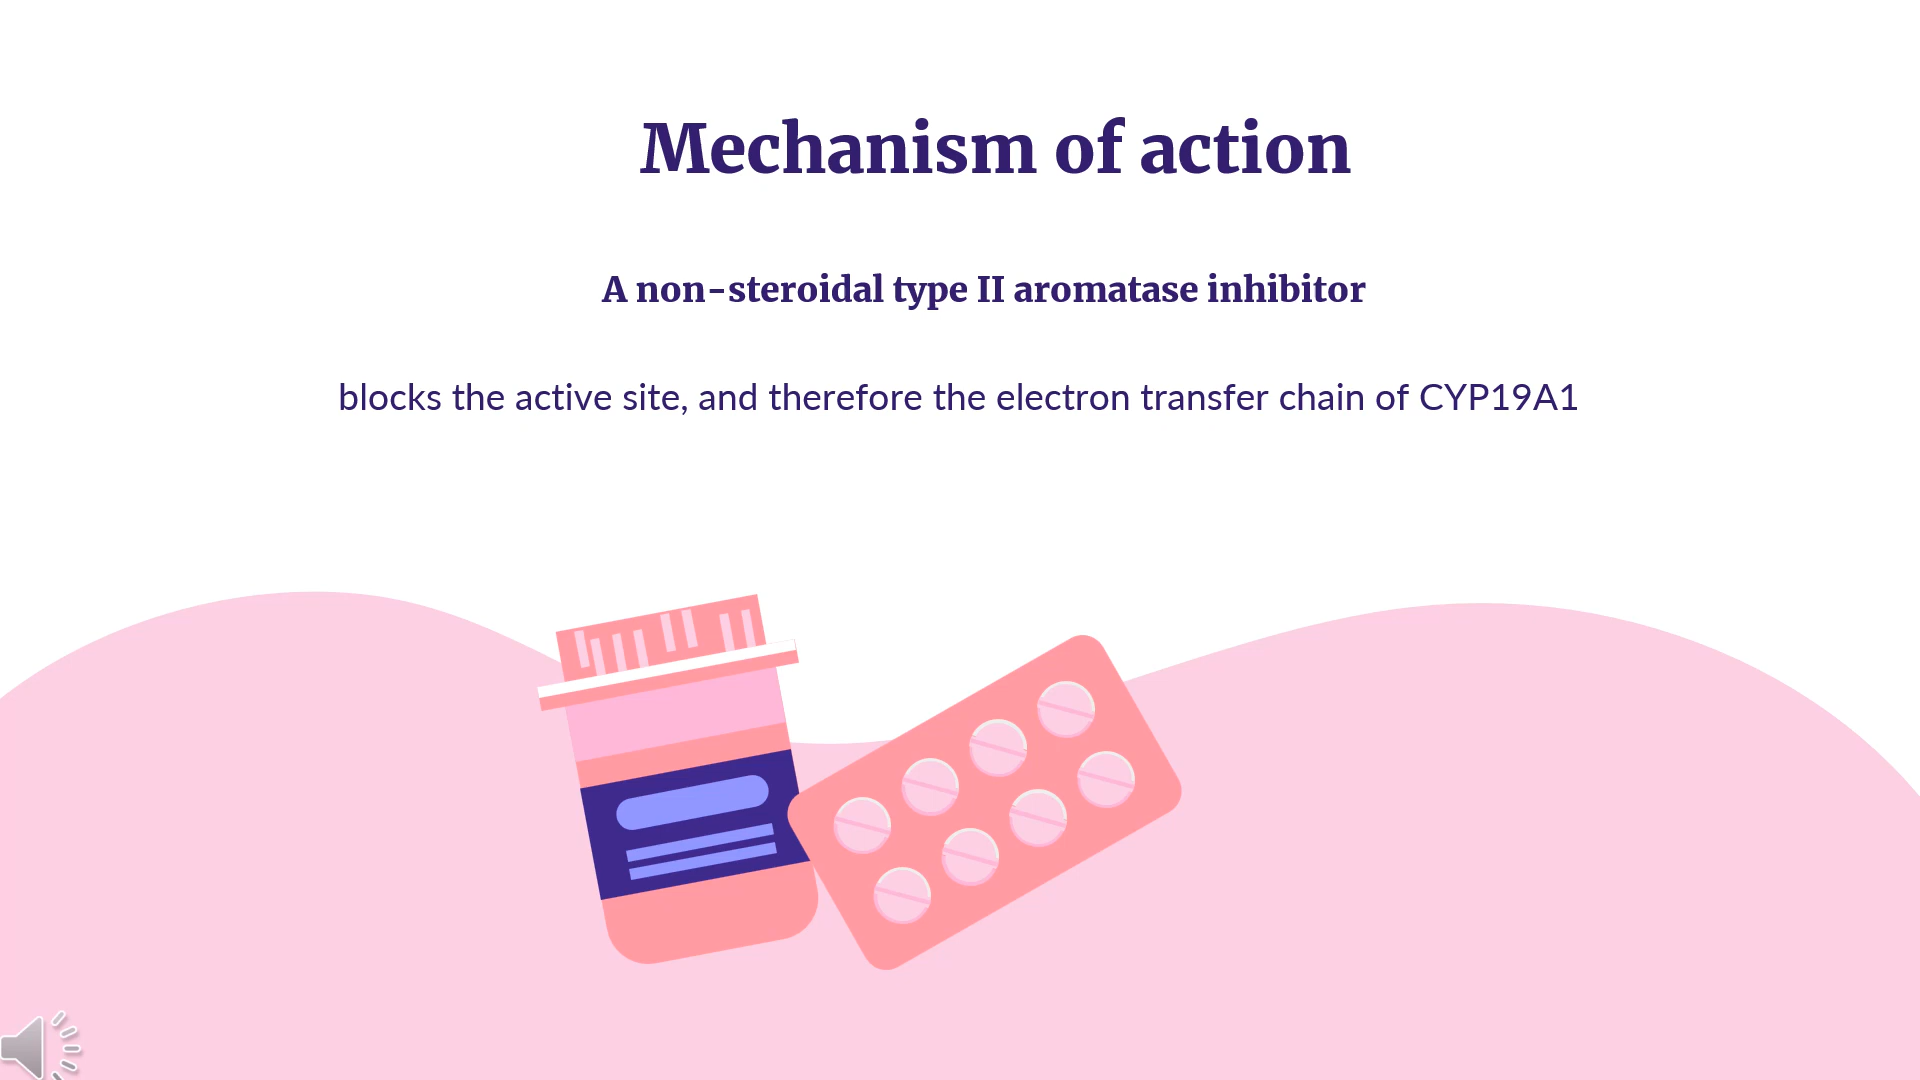 Mechanism of action
A non-steroidal type II aromatase inhibitor
blocks the active site, and therefore the electron transfer chain of CYP19A1